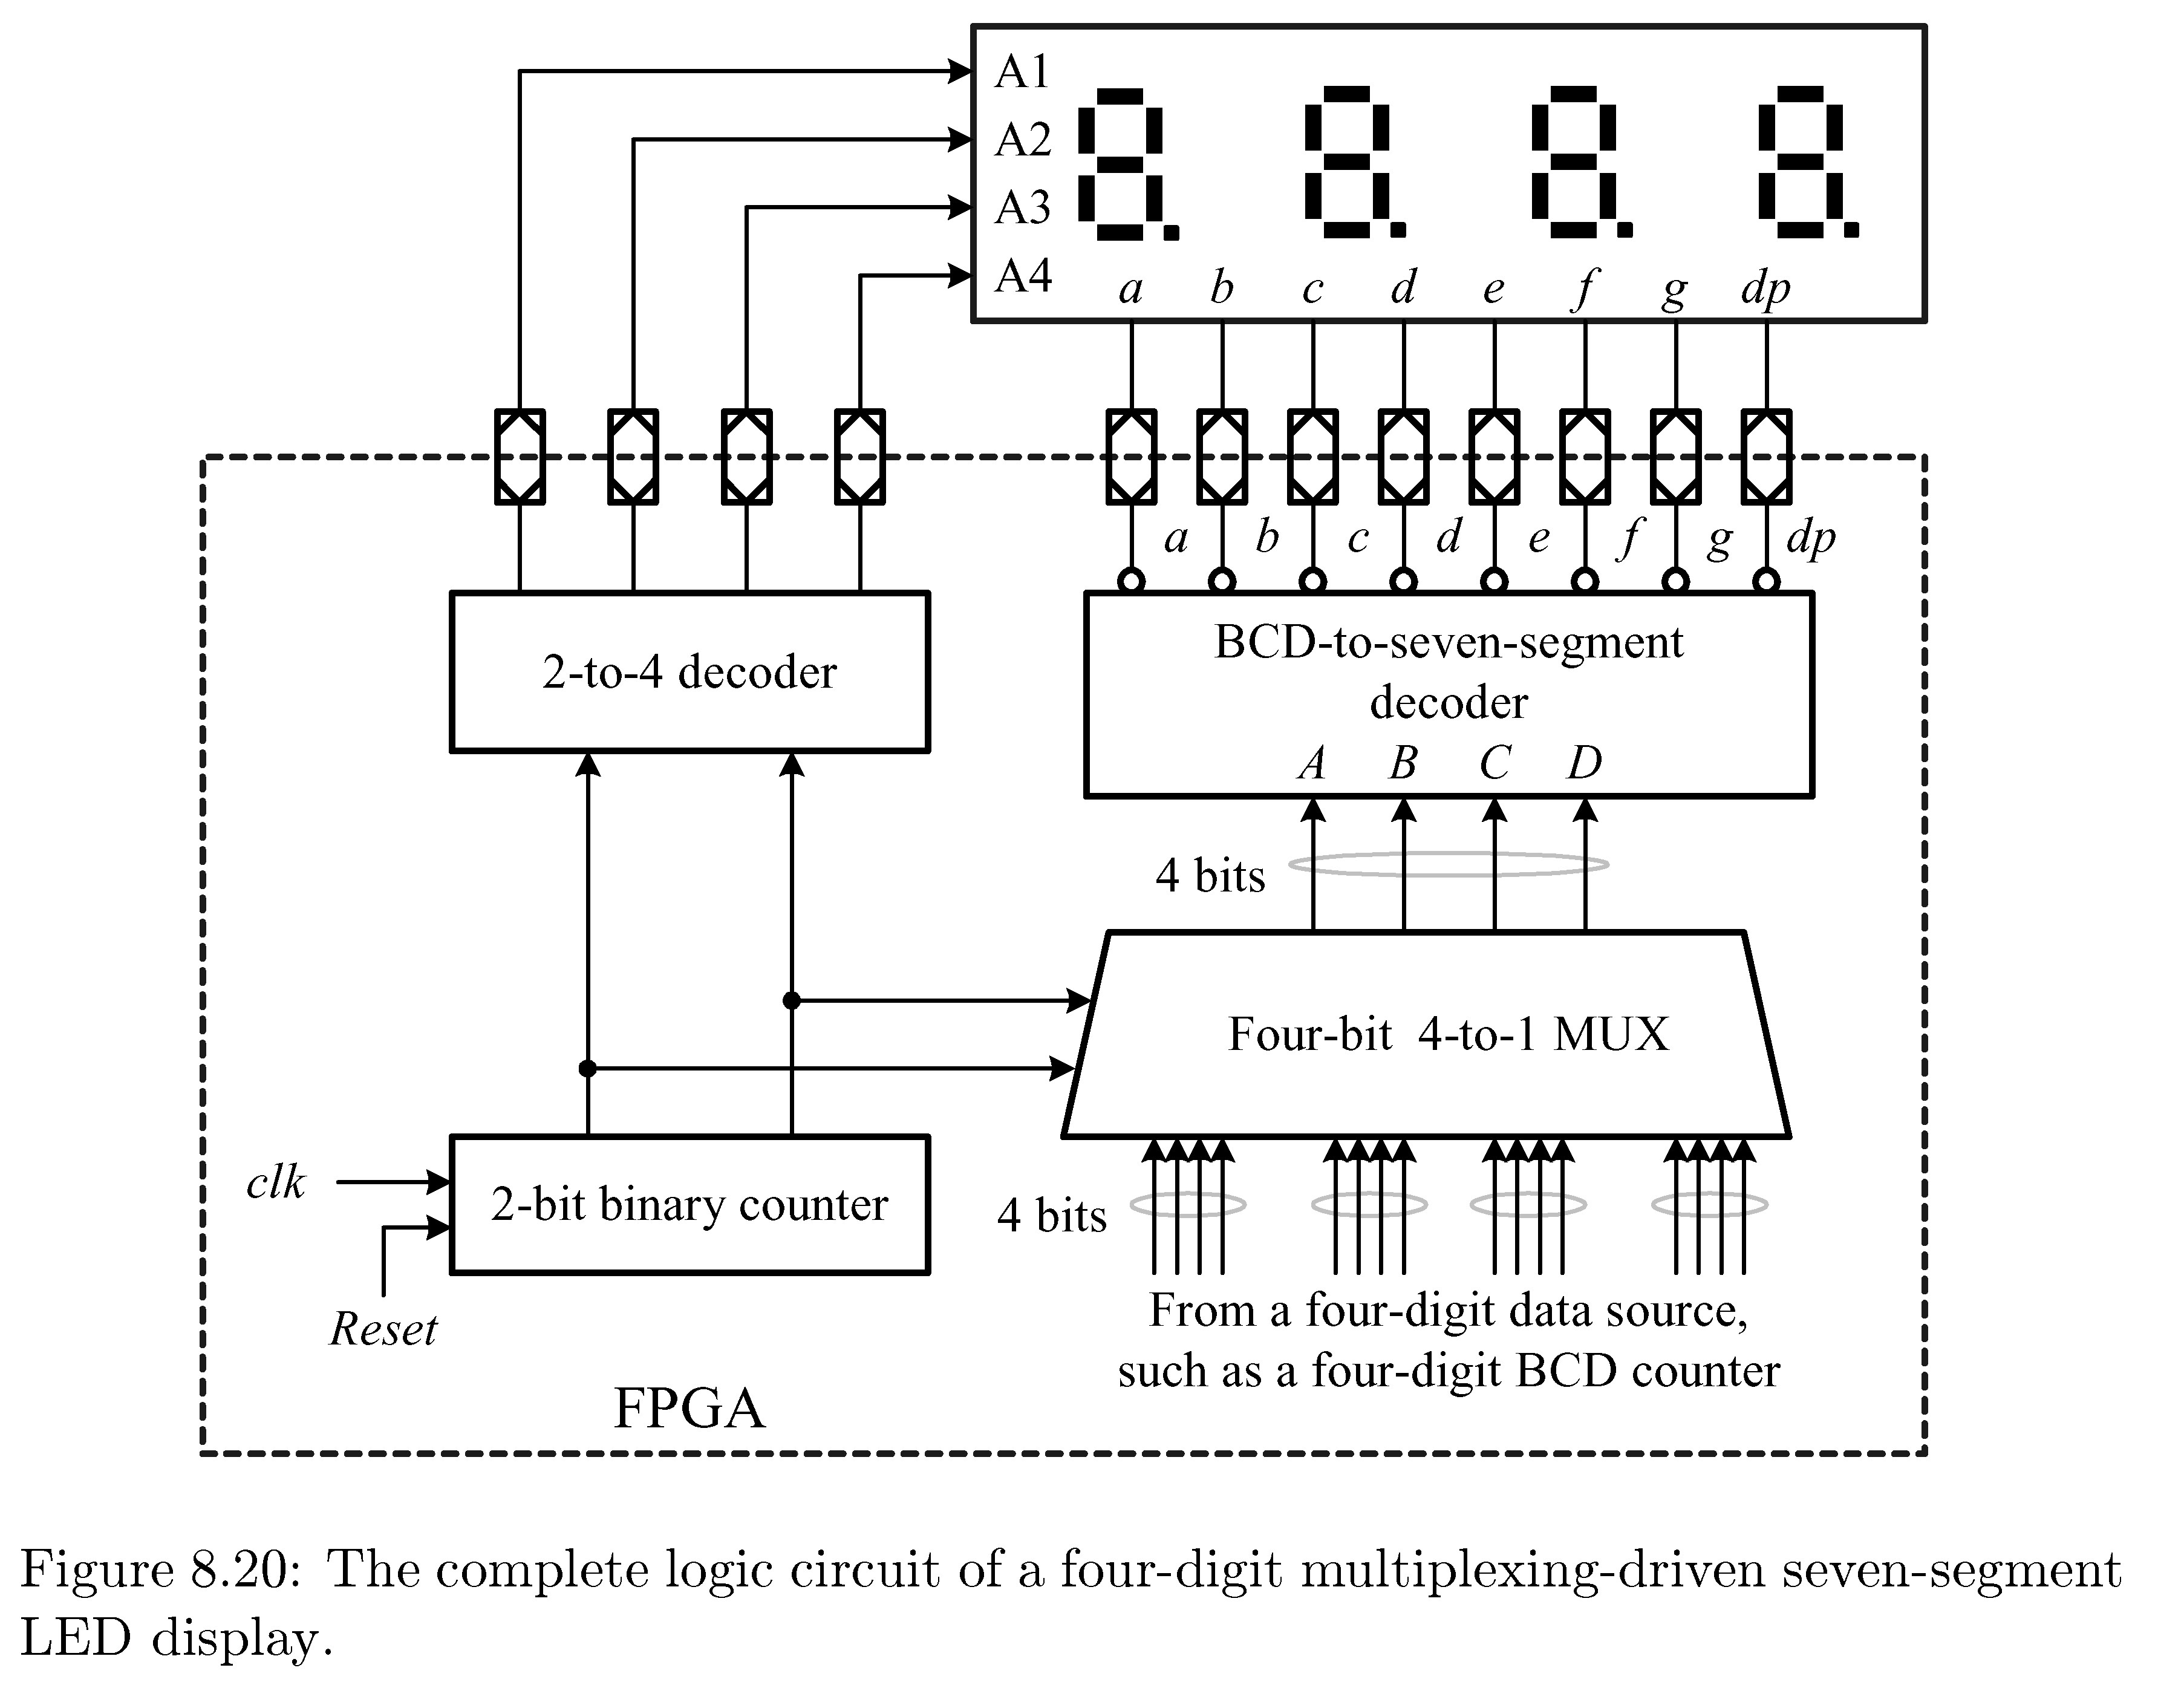 A1
A2
A3
A4
a b c d e f g dp
a b c d e f g dp
2-to-4 decoder
BCD-to-seven-segment
decoder
A B C D
4 bits
Four-bit 4-to-1 MUX
clk
2-bit binary counter
4 bits
Reset
From a four-digit data source,
such as a four-digit BCD counter
FPGA
Figure 8.20: The complete logic circuit of a four-digit multiplexing-driven seven-segment
LED display.